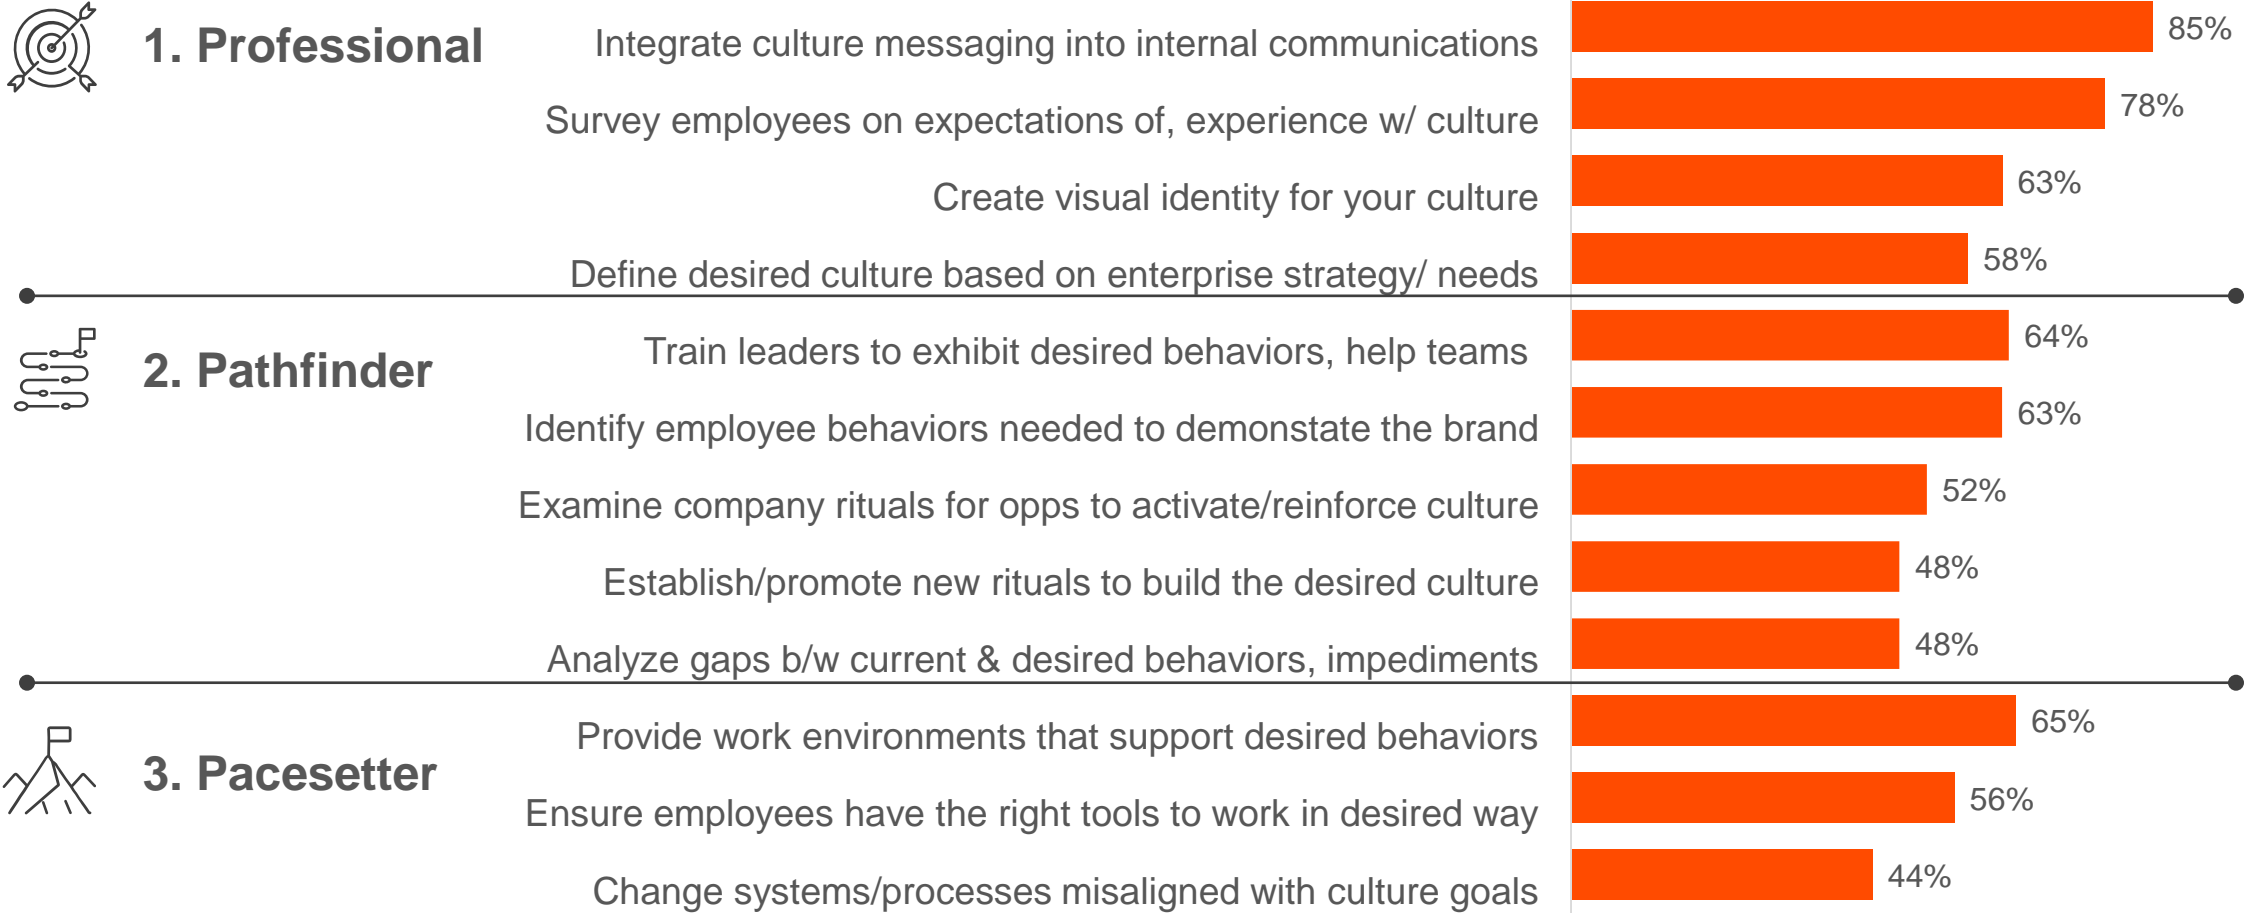 1. Professional
Integrate culture messaging into internal communications
85%
Survey employees on expectations of, experience w/ culture
78%
Create visual identity for your culture
63%
Define desired culture based on enterprise strategy/ needs
58%
2. Pathfinder
Train leaders to exhibit desired behaviors, help teams
64%
Identify employee behaviors needed to demonstate the brand
63%
Examine company rituals for opps to activate/reinforce culture
52%
Establish/promote new rituals to build the desired culture
48%
Analyze gaps b/w current & desired behaviors, impediments
48%
3. Pacesetter
Provide work environments that support desired behaviors
65%
Ensure employees have the right tools to work in desired way
56%
Change systems/processes misaligned with culture goals
44%